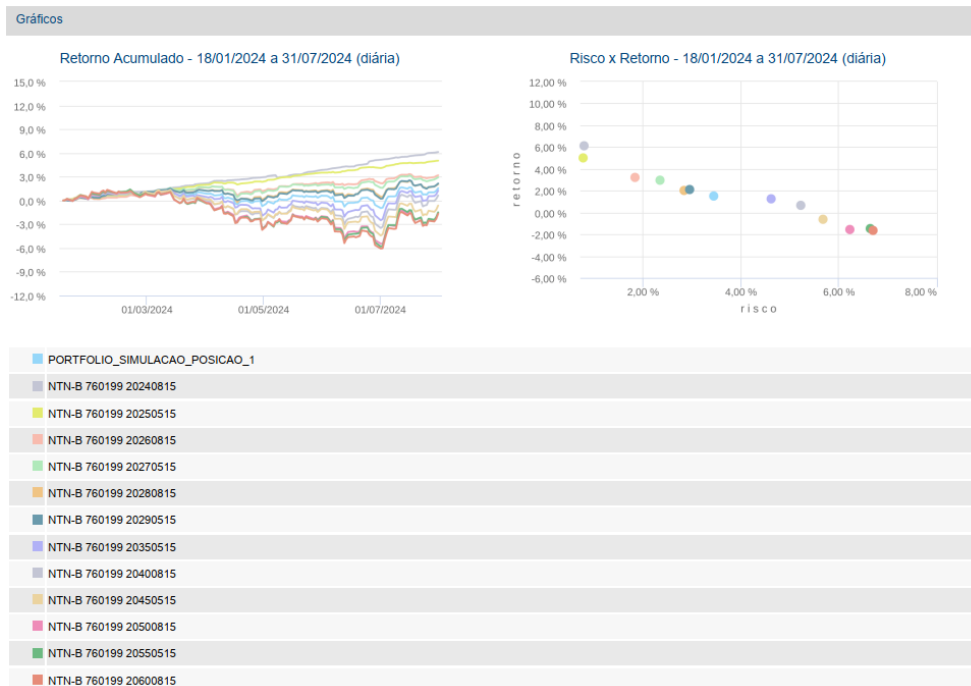 Gráficos
Retorno Acumulado - 18/01/2024 a 31/07/2024 (diária)
15,0 %
12,0 %
9,0 %
6,0 %
3,0 %
0,0 %
-3,0 %
-6,0 %
-9,0 %
-12,0 %
01/03/2024 01/05/2024 01/07/2024
Risco x Retorno - 18/01/2024 a 31/07/2024 (diária)
12,00 %
10,00 %
8,00 %
6,00 %
4,00 %
2,00 %
0,00 %
-2,00 %
-4,00 %
-6,00 %
retorno
2,00 % 4,00 % 6,00 % 8,00 %
risco
PORTFOLIO_SIMULACAO_POSICAO_1
NTN-B 760199 20240815
NTN-B 760199 20250515
NTN-B 760199 20260815
NTN-B 760199 20270515
NTN-B 760199 20280815
NTN-B 760199 20290515
NTN-B 760199 20350515
NTN-B 760199 20400815
NTN-B 760199 20450515
NTN-B 760199 20500815
NTN-B 760199 20550515
NTN-B 760199 20600815